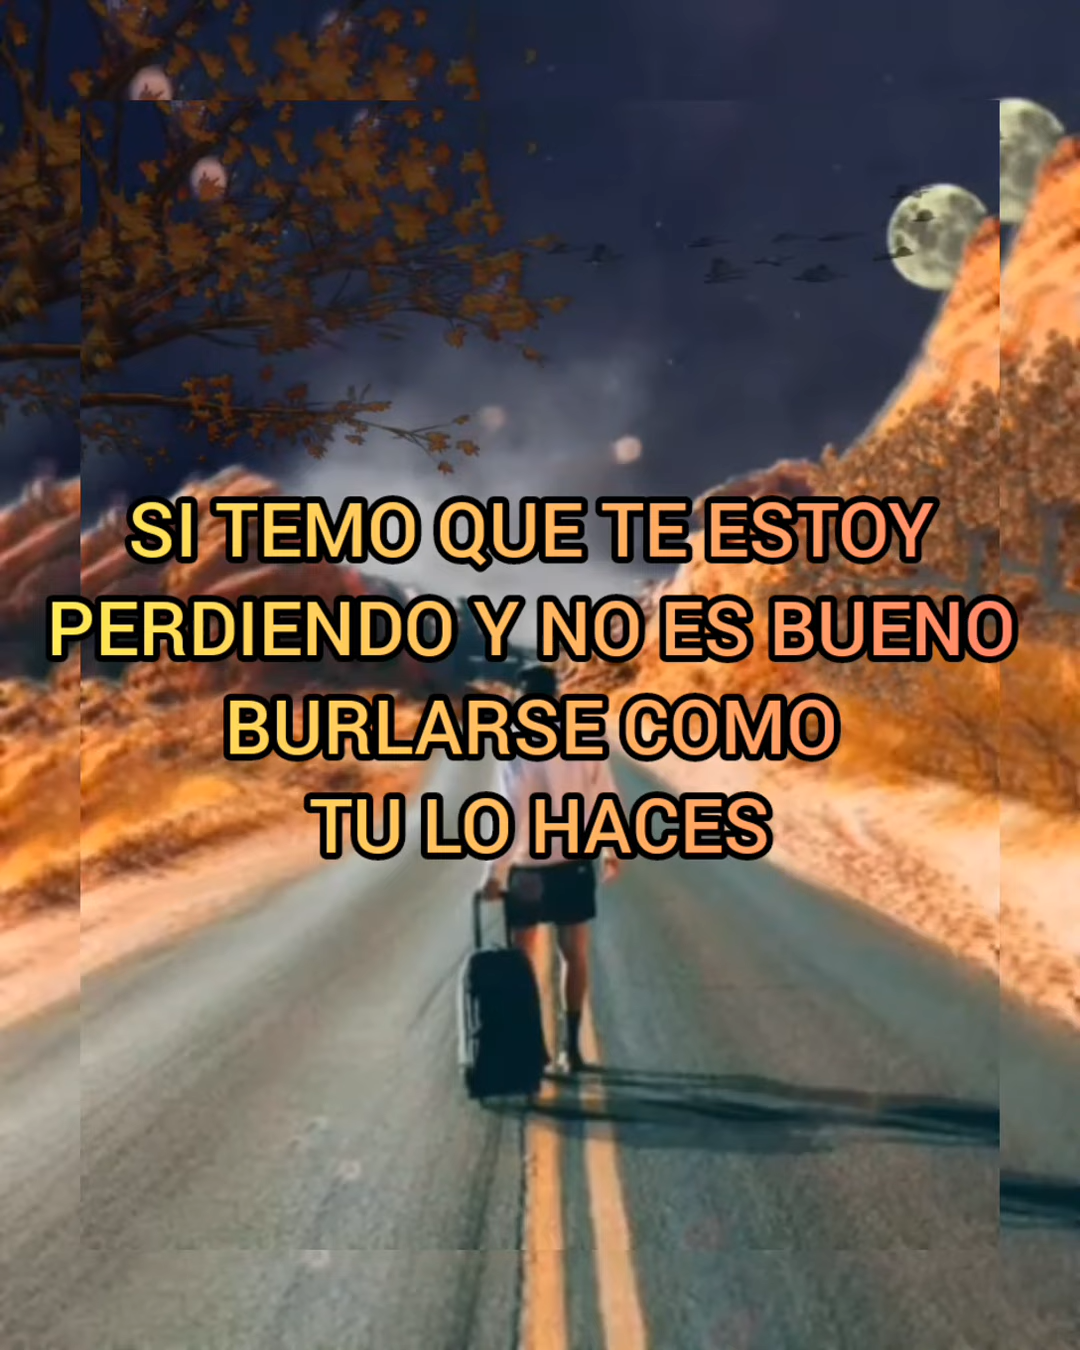 SI TEMO QUE TE ESTOY
PERDIENDO Y NO ES BUENO
BURLARSE COMO
TU LO HACES